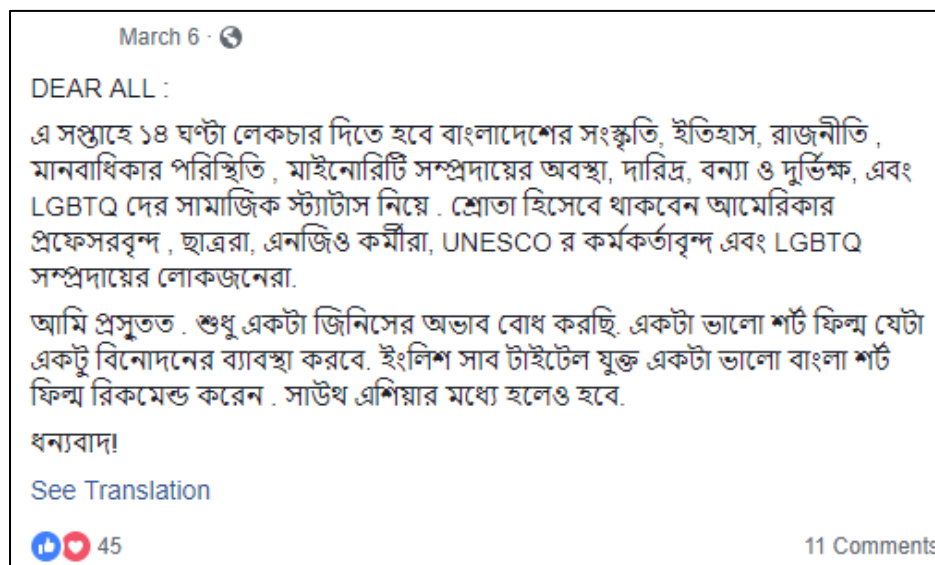 March 6 ·
DEAR ALL :
এ সপ্তাহে ১৪ ঘণ্টা লেকচার দিতে হবে বাংলাদেশের সংস্কৃতি, ইতিহাস, রাজনীতি ,
মানবাধিকার পরিস্থিতি , মাইনোরিটি সম্প্রদায়ের অবস্থা, দারিদ্র, বন্যা ও দুর্ভিক্ষ, এবং
LGBTQ দের সামাজিক স্ট্যাটাস নিয়ে . শ্রোতা হিসেবে থাকবেন আমেরিকার
প্রফেসরবৃন্দ , ছাত্ররা, এনজিও কর্মীরা, UNESCO র কর্মকর্তাবৃন্দ এবং LGBTQ
সম্প্রদায়ের লোকজনেরা.
আমি প্রসুতত . শুধু একটা জিনিসের অভাব বোধ করছি. একটা ভালো শর্ট ফিল্ম যেটা
একটু বিনোদনের ব্যাবস্থা করবে. ইংলিশ সাব টাইটেল যুক্ত একটা ভালো বাংলা শর্ট
ফিল্ম রিকমেন্ড করেন . সাউথ এশিয়ার মধ্যে হলেও হবে.
ধন্যবাদ!
See Translation
45 11 Comments